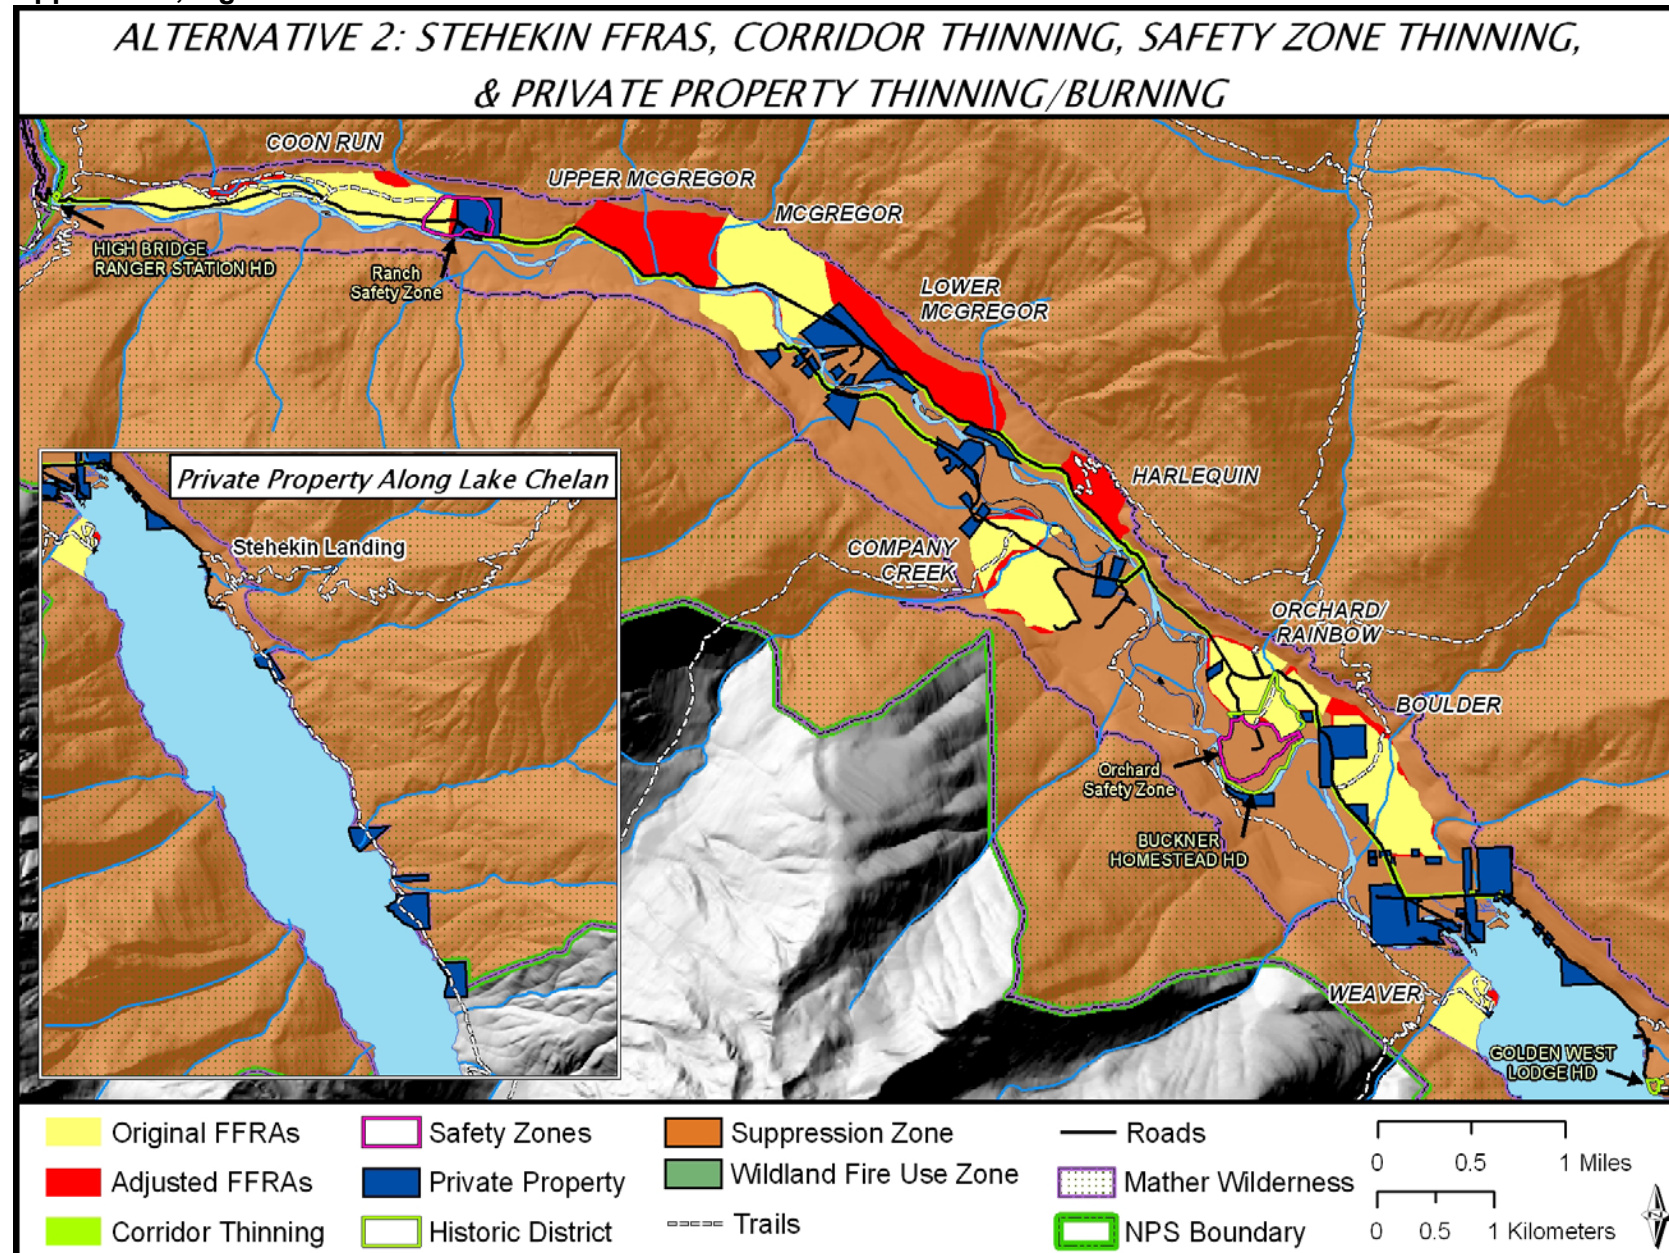 ALTERNATIVE 2: STEHEKIN FFRAS, CORRIDOR THINNING, SAFETY ZONE THINNING,
& PRIVATE PROPERTY THINNING/BURNING
COON RUN
UPPER MCGREGOR
MCGREGOR
HIGH BRIDGE
RANGER STATION HD
Ranch
Safety Zone
LOWER
MCGREGOR
HARLEQUIN
COMPANY
CREEK
ORCHARD/
RAINBOW
BOULDER
Orchard
Safety Zone
BUCKNER
HOMESTEAD HD
WEAVER
GOLDEN WEST
LODGE HD
Private Property Along Lake Chelan
Stehekin Landing
Original FFRAs
Adjusted FFRAs
Corridor Thinning
Safety Zones
Private Property
Historic District
Suppression Zone
Wildland Fire Use Zone
Trails
Roads
Mather Wilderness
NPS Boundary
0 0.5 1 Miles
0 0.5 1 Kilometers
N